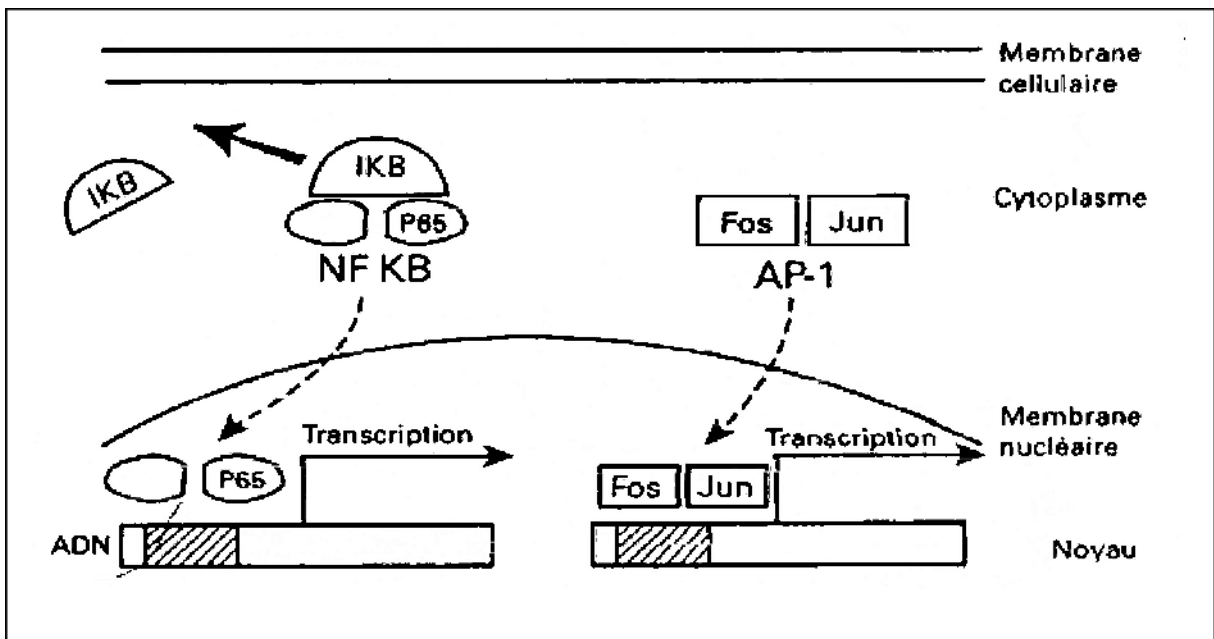 Membrane
cellulaire
IKB
IKB
P65
NF KB
Fos
Jun
AP-1
Cytoplasme
Membrane
nucléaire
Transcription
Transcription
P65
Fos
Jun
ADN
Noyau